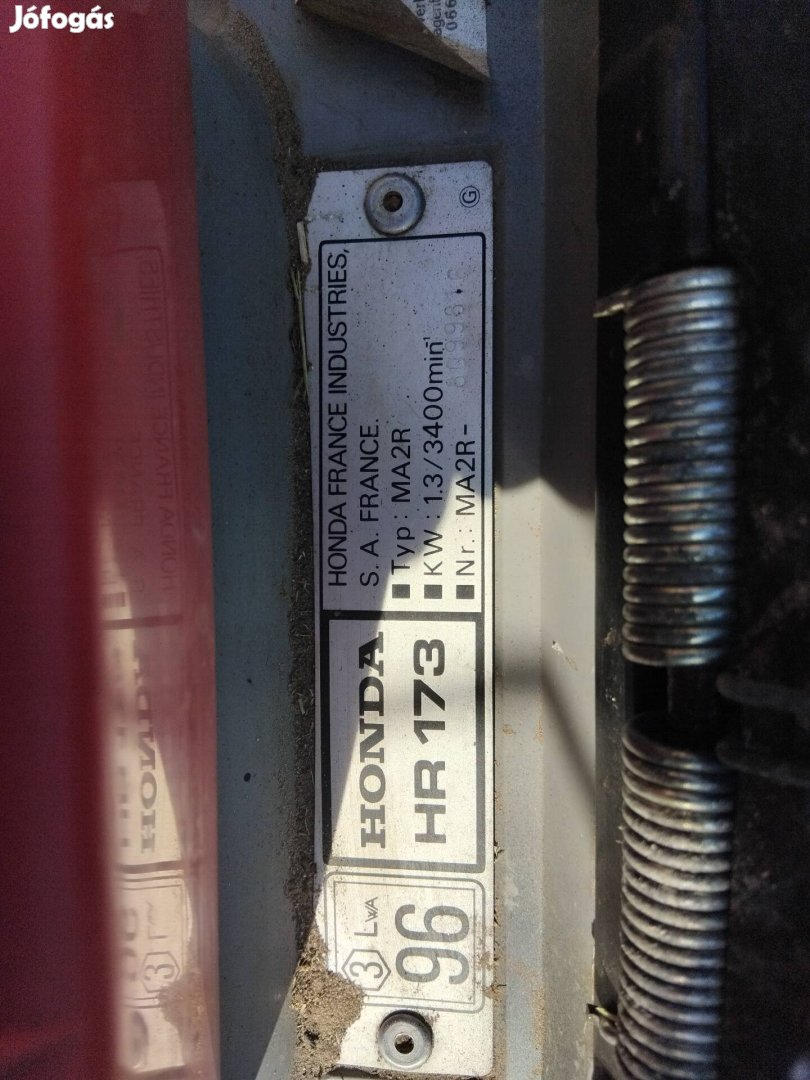 Jófogás
HONDA FRANCE INDUSTRIES,
S. A. FRANCE.
■ Typ : MA2R
■ KW : 1.3 / 3400min⁻¹
■ Nr. : MA2R-
G
HONDA
HR 173
3 LWA
96